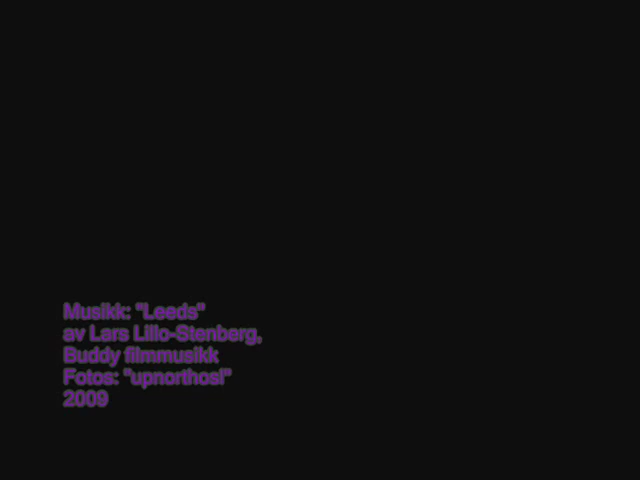 Musikk: "Leeds"
av Lars Lillo-Stenberg,
Buddy filmmusikk
Fotos: "upnorthosl"
2009